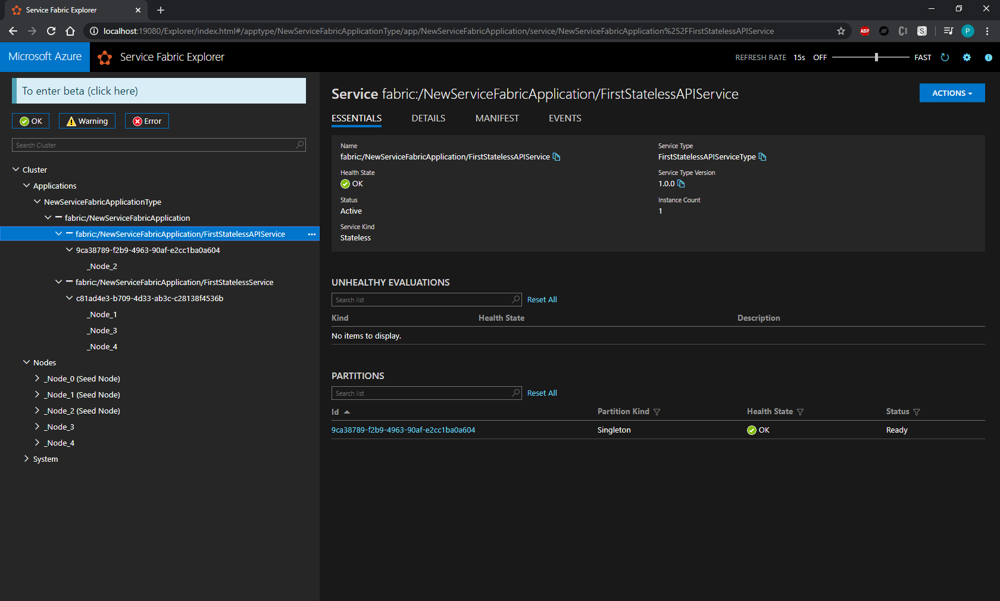 Service Fabric Explorer
localhost:19080/Explorer/index.html#/apptype/NewServiceFabricApplicationType/app/NewServiceFabricApplication/service/NewServiceFabricApplication%252FFirstStatelessAPIService
ABP
S
P
Microsoft Azure
Service Fabric Explorer
REFRESH RATE 15s OFF FAST
To enter beta (click here)
OK
Warning
Error
Search Cluster
Cluster
Applications
NewServiceFabricApplicationType
fabric:/NewServiceFabricApplication
fabric:/NewServiceFabricApplication/FirstStatelessAPIService
9ca38789-f2b9-4963-90af-e2cc1ba0a604
_Node_2
fabric:/NewServiceFabricApplication/FirstStatelessService
c81ad4e3-b709-4d33-ab3c-c28138f4536b
_Node_1
_Node_3
_Node_4
Nodes
_Node_0 (Seed Node)
_Node_1 (Seed Node)
_Node_2 (Seed Node)
_Node_3
_Node_4
System
Service fabric:/NewServiceFabricApplication/FirstStatelessAPIService
ACTIONS
ESSENTIALS DETAILS MANIFEST EVENTS
Name
fabric:/NewServiceFabricApplication/FirstStatelessAPIService
Health State
OK
Status
Active
Service Kind
Stateless
Service Type
FirstStatelessAPIServiceType
Service Type Version
1.0.0
Instance Count
1
UNHEALTHY EVALUATIONS
Search list
Reset All
Kind Health State Description
No items to display.
PARTITIONS
Search list
Reset All
Id Partition Kind Health State Status
9ca38789-f2b9-4963-90af-e2cc1ba0a604 Singleton OK Ready